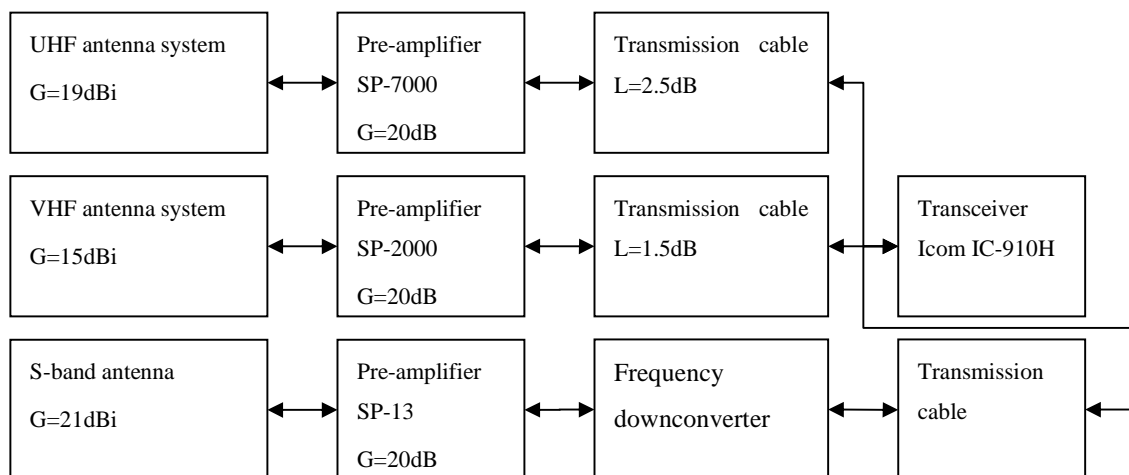 UHF antenna system
G=19dBi
Pre-amplifier
SP-7000
G=20dB
Transmission cable
L=2.5dB
VHF antenna system
G=15dBi
Pre-amplifier
SP-2000
G=20dB
Transmission cable
L=1.5dB
Transceiver
Icom IC-910H
S-band antenna
G=21dBi
Pre-amplifier
SP-13
G=20dB
Frequency
downconverter
Transmission
cable